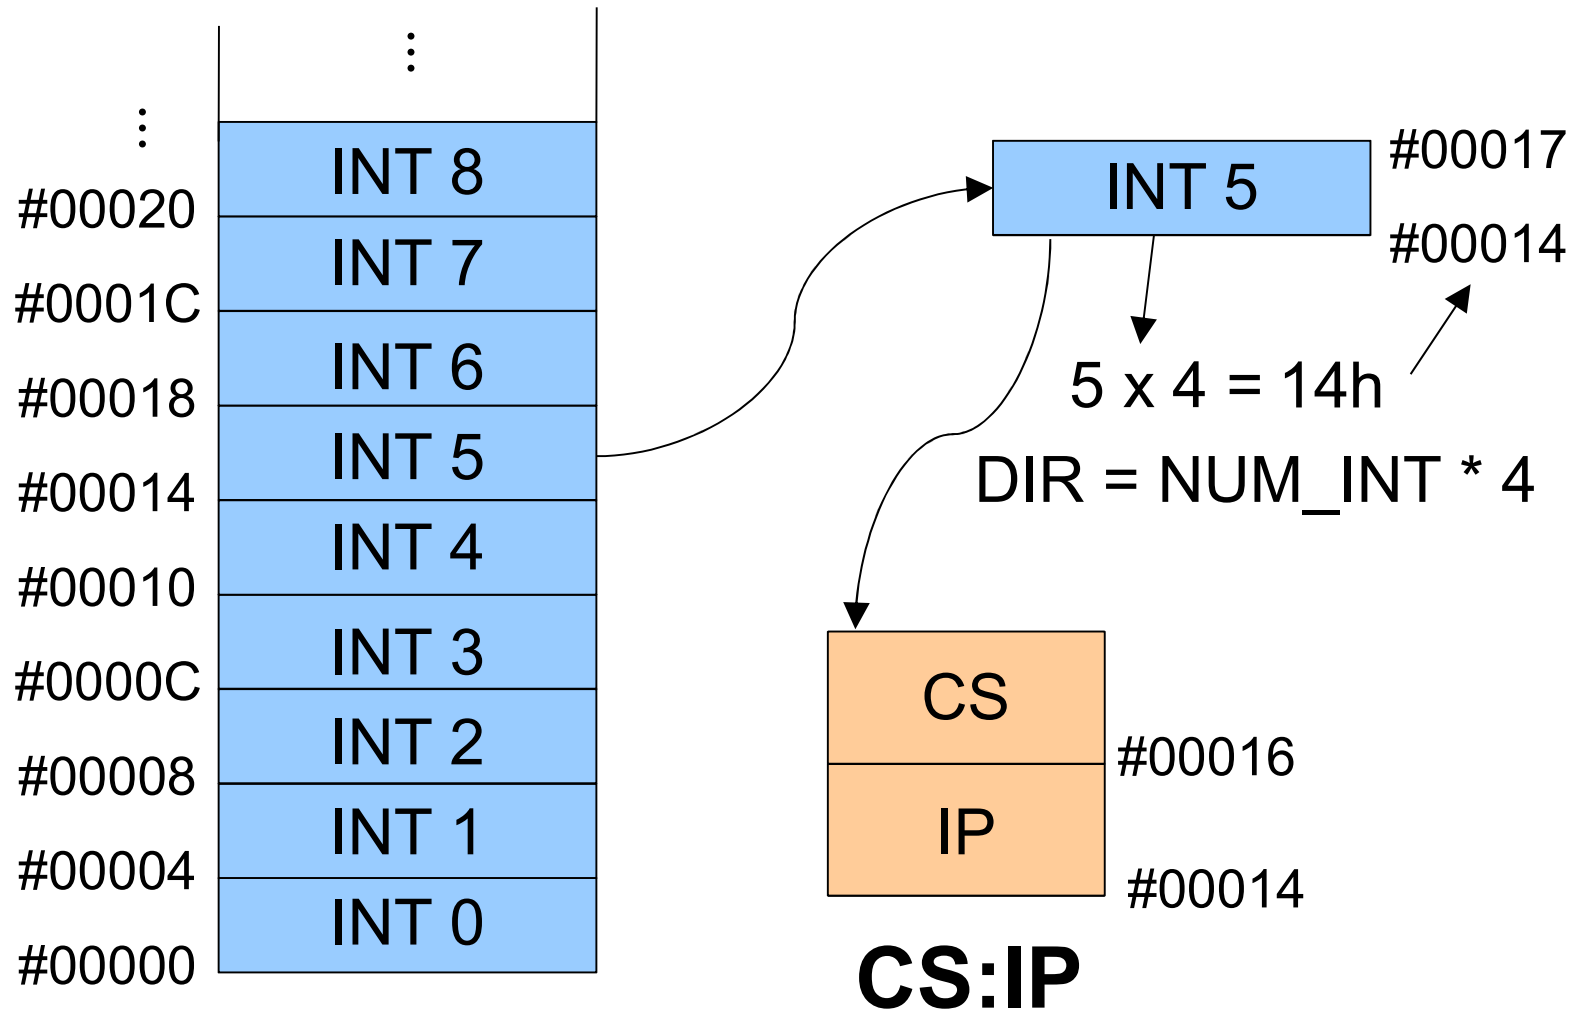 ⋮
⋮
INT 8
#00020
INT 7
#0001C
INT 6
#00018
INT 5
#00014
INT 4
#00010
INT 3
#0000C
INT 2
#00008
INT 1
#00004
INT 0
#00000
INT 5
#00017
#00014
5 x 4 = 14h
DIR = NUM_INT * 4
CS
#00016
IP
#00014
CS:IP